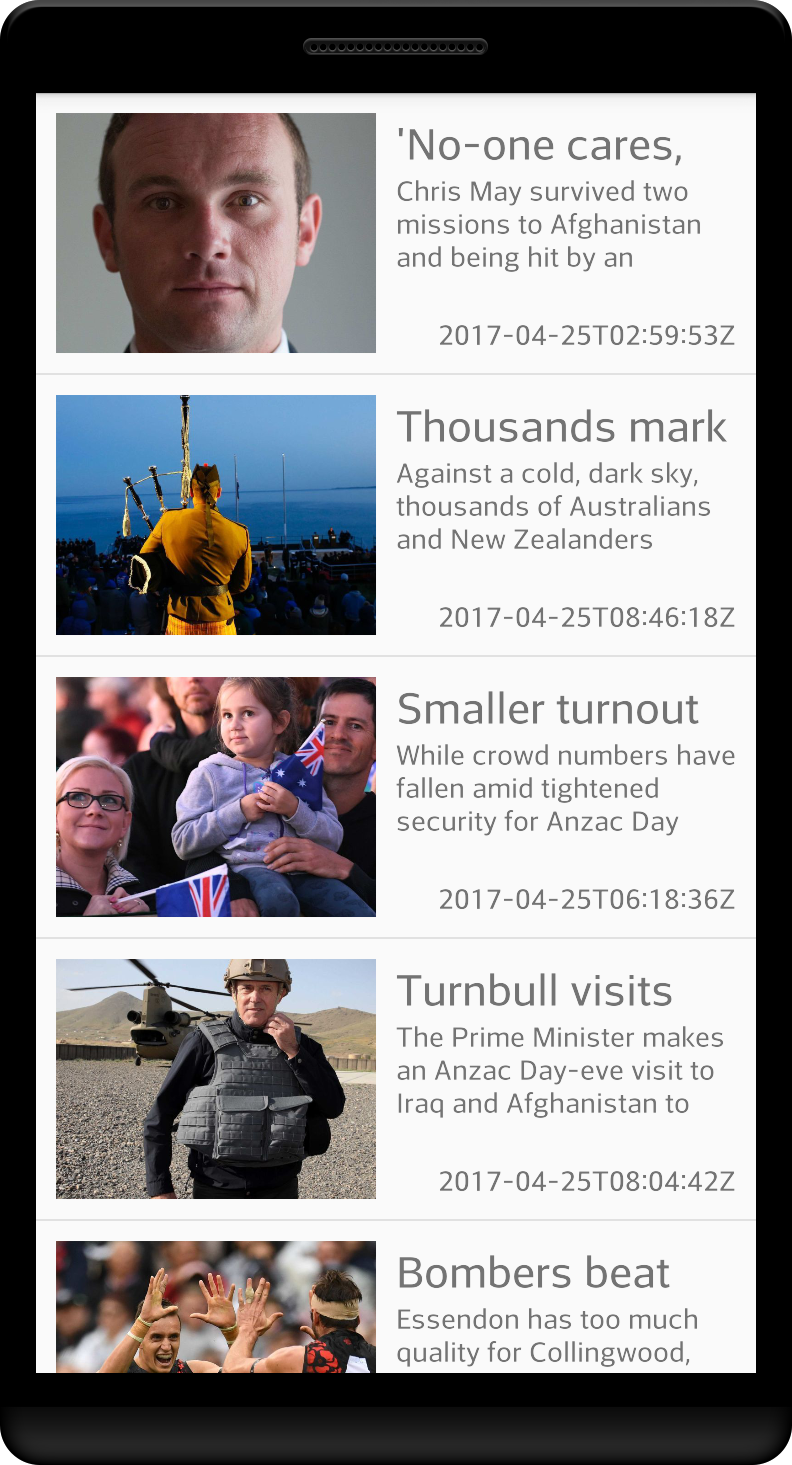 'No-one cares,
Chris May survived two
missions to Afghanistan
and being hit by an
2017-04-25T02:59:53Z
Thousands mark
Against a cold, dark sky,
thousands of Australians
and New Zealanders
2017-04-25T08:46:18Z
Smaller turnout
While crowd numbers have
fallen amid tightened
security for Anzac Day
2017-04-25T06:18:36Z
Turnbull visits
The Prime Minister makes
an Anzac Day-eve visit to
Iraq and Afghanistan to
2017-04-25T08:04:42Z
Bombers beat
Essendon has too much
quality for Collingwood,